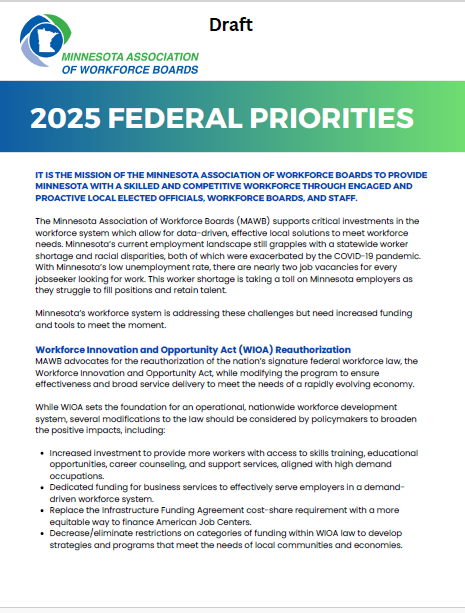 Draft
MINNESOTA ASSOCIATION
OF WORKFORCE BOARDS
2025 FEDERAL PRIORITIES
IT IS THE MISSION OF THE MINNESOTA ASSOCIATION OF WORKFORCE BOARDS TO PROVIDE
MINNESOTA WITH A SKILLED AND COMPETITIVE WORKFORCE THROUGH ENGAGED AND
PROACTIVE LOCAL ELECTED OFFICIALS, WORKFORCE BOARDS, AND STAFF.
The Minnesota Association of Workforce Boards (MAWB) supports critical investments in the
workforce system which allow for data-driven, effective local solutions to meet workforce
needs. Minnesota's current employment landscape still grapples with a statewide worker
shortage and racial disparities, both of which were exacerbated by the COVID-19 pandemic.
With Minnesota's low unemployment rate, there are nearly two job vacancies for every
jobseeker looking for work. This worker shortage is taking a toll on Minnesota employers as
they struggle to fill positions and retain talent.
Minnesota's workforce system is addressing these challenges but need increased funding
and tools to meet the moment.
Workforce Innovation and Opportunity Act (WIOA) Reauthorization
MAWB advocates for the reauthorization of the nation's signature federal workforce law, the
Workforce Innovation and Opportunity Act, while modifying the program to ensure
effectiveness and broad service delivery to meet the needs of a rapidly evolving economy.
While WIOA sets the foundation for an operational, nationwide workforce development
system, several modifications to the law should be considered by policymakers to broaden
the positive impacts, including:
• Increased investment to provide more workers with access to skills training, educational
opportunities, career counseling, and support services, aligned with high demand
occupations.
• Dedicated funding for business services to effectively serve employers in a demand-
driven workforce system.
• Replace the Infrastructure Funding Agreement cost-share requirement with a more
equitable way to finance American Job Centers.
• Decrease/eliminate restrictions on categories of funding within WIOA law to develop
strategies and programs that meet the needs of local communities and economies.